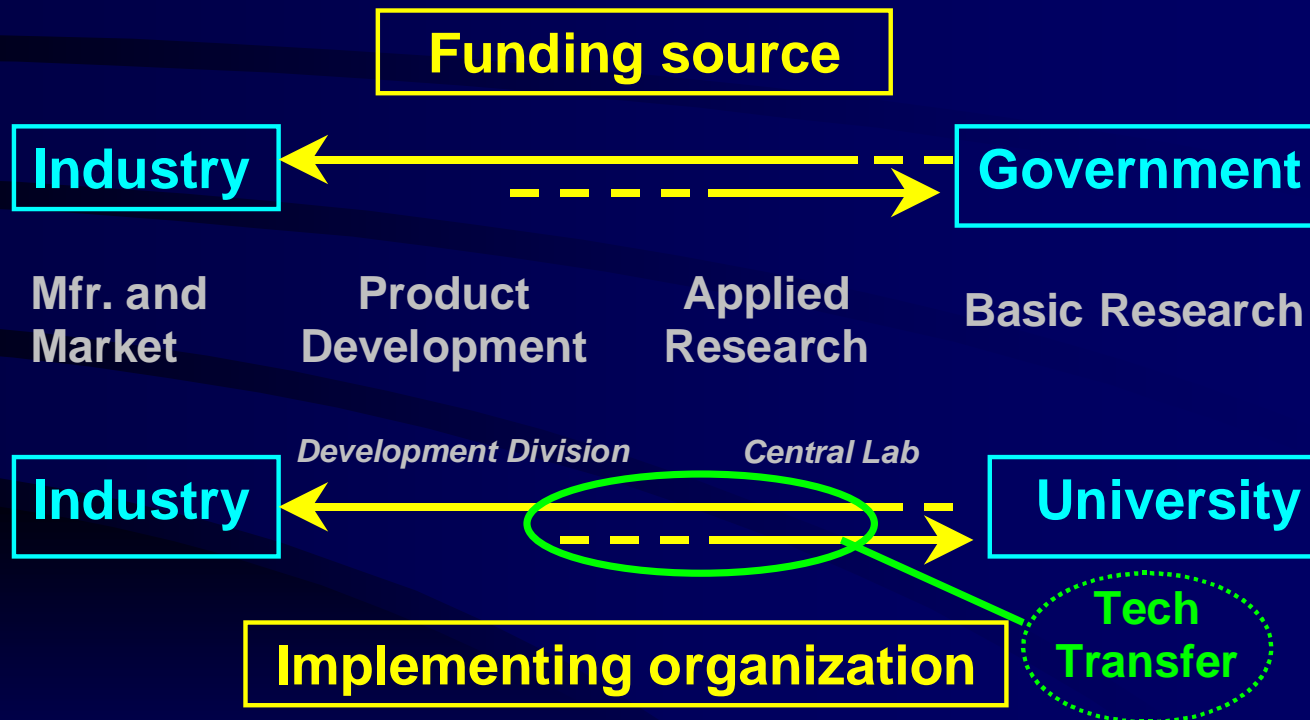 Funding source
Industry
Government
Mfr. and
Market
Product
Development
Applied
Research
Basic Research
Development Division
Central Lab
Industry
University
Tech
Transfer
Implementing organization